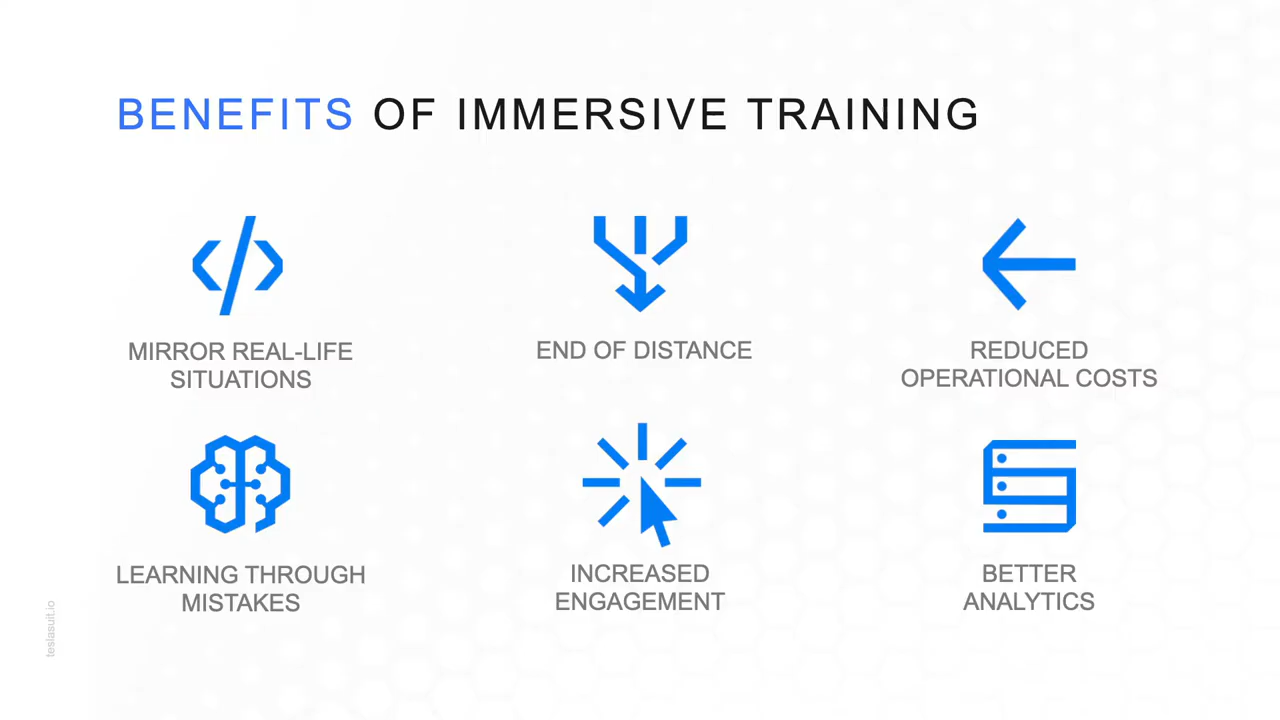 BENEFITS OF IMMERSIVE TRAINING
MIRROR REAL-LIFE
SITUATIONS
END OF DISTANCE
REDUCED
OPERATIONAL COSTS
LEARNING THROUGH
MISTAKES
INCREASED
ENGAGEMENT
BETTER
ANALYTICS
teslasuit.io